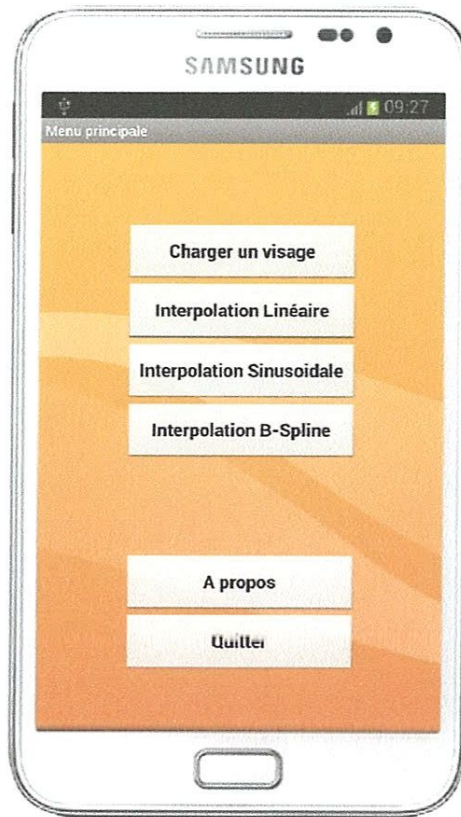 SAMSUNG
09:27
Menu principale
Charger un visage
Interpolation Linéaire
Interpolation Sinusoidale
Interpolation B-Spline
A propos
Quitter